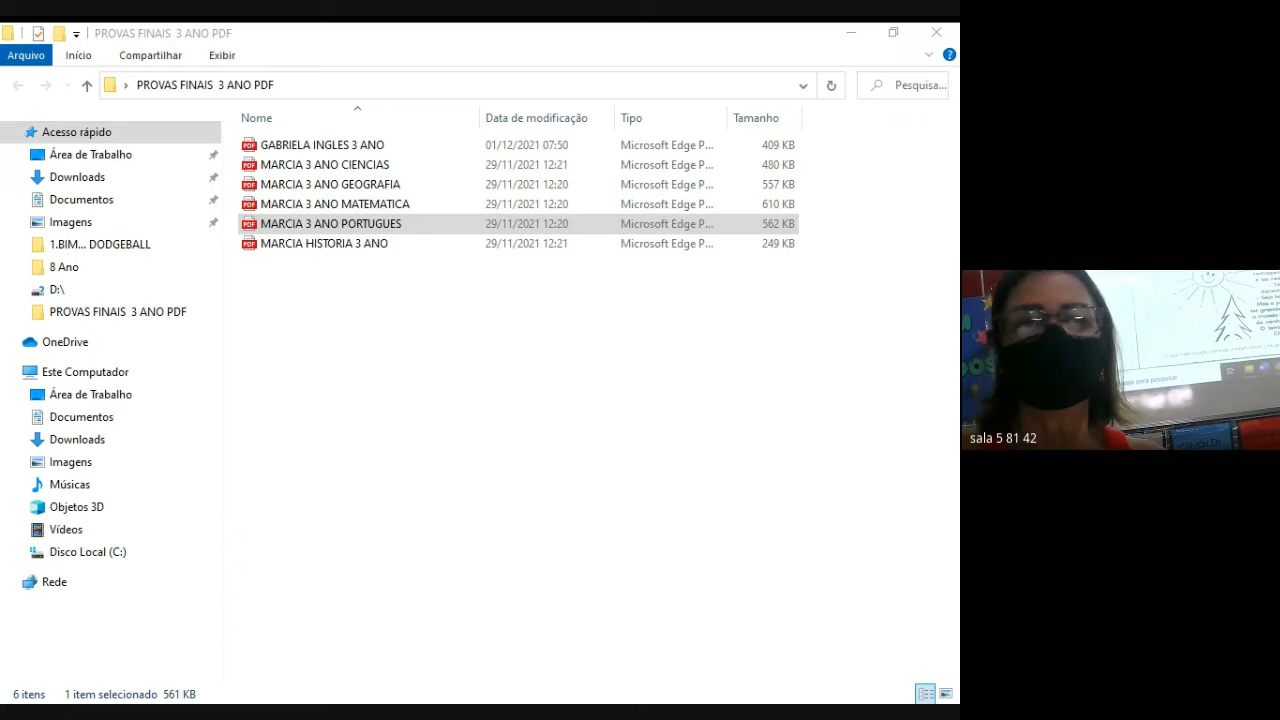 PROVAS FINAIS  3 ANO PDF
Arquivo Início Compartilhar Exibir
PROVAS FINAIS  3 ANO PDF Pesquisa...
Nome Data de modificação Tipo Tamanho
Acesso rápido
Área de Trabalho
Downloads
Documentos
Imagens
1.BIM... DODGEBALL
8 Ano
D:\
PROVAS FINAIS  3 ANO PDF
OneDrive
Este Computador
Área de Trabalho
Documentos
Downloads
Imagens
Músicas
Objetos 3D
Vídeos
Disco Local (C:)
Rede
GABRIELA INGLES 3 ANO 01/12/2021 07:50 Microsoft Edge P... 409 KB
MARCIA 3 ANO CIENCIAS 29/11/2021 12:21 Microsoft Edge P... 480 KB
MARCIA 3 ANO GEOGRAFIA 29/11/2021 12:20 Microsoft Edge P... 557 KB
MARCIA 3 ANO MATEMATICA 29/11/2021 12:20 Microsoft Edge P... 610 KB
MARCIA 3 ANO PORTUGUES 29/11/2021 12:20 Microsoft Edge P... 562 KB
MARCIA HISTORIA 3 ANO 29/11/2021 12:21 Microsoft Edge P... 249 KB
6 itens 1 item selecionado 561 KB
para pesquisar
sala 5 81 42